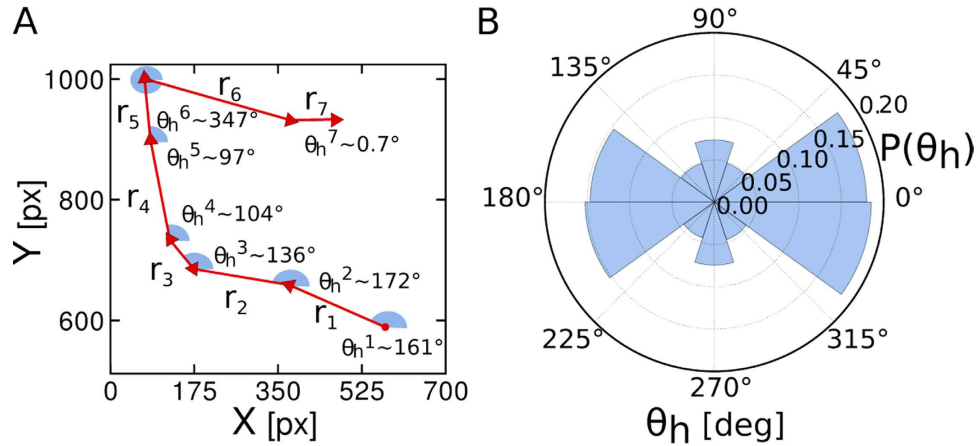 A
1000
800
600
Y [px]
r5
r6
r7
θh6~347°
θh7~0.7°
θh5~97°
r4
θh4~104°
θh3~136°
r3
θh2~172°
r2
r1
θh1~161°
0 175 350 700
X [px]
B
90°
135° 45°
0.20
0.15
P(θh)
0.10
0.05
180° 0.00 0°
225° 315°
270°
θh [deg]